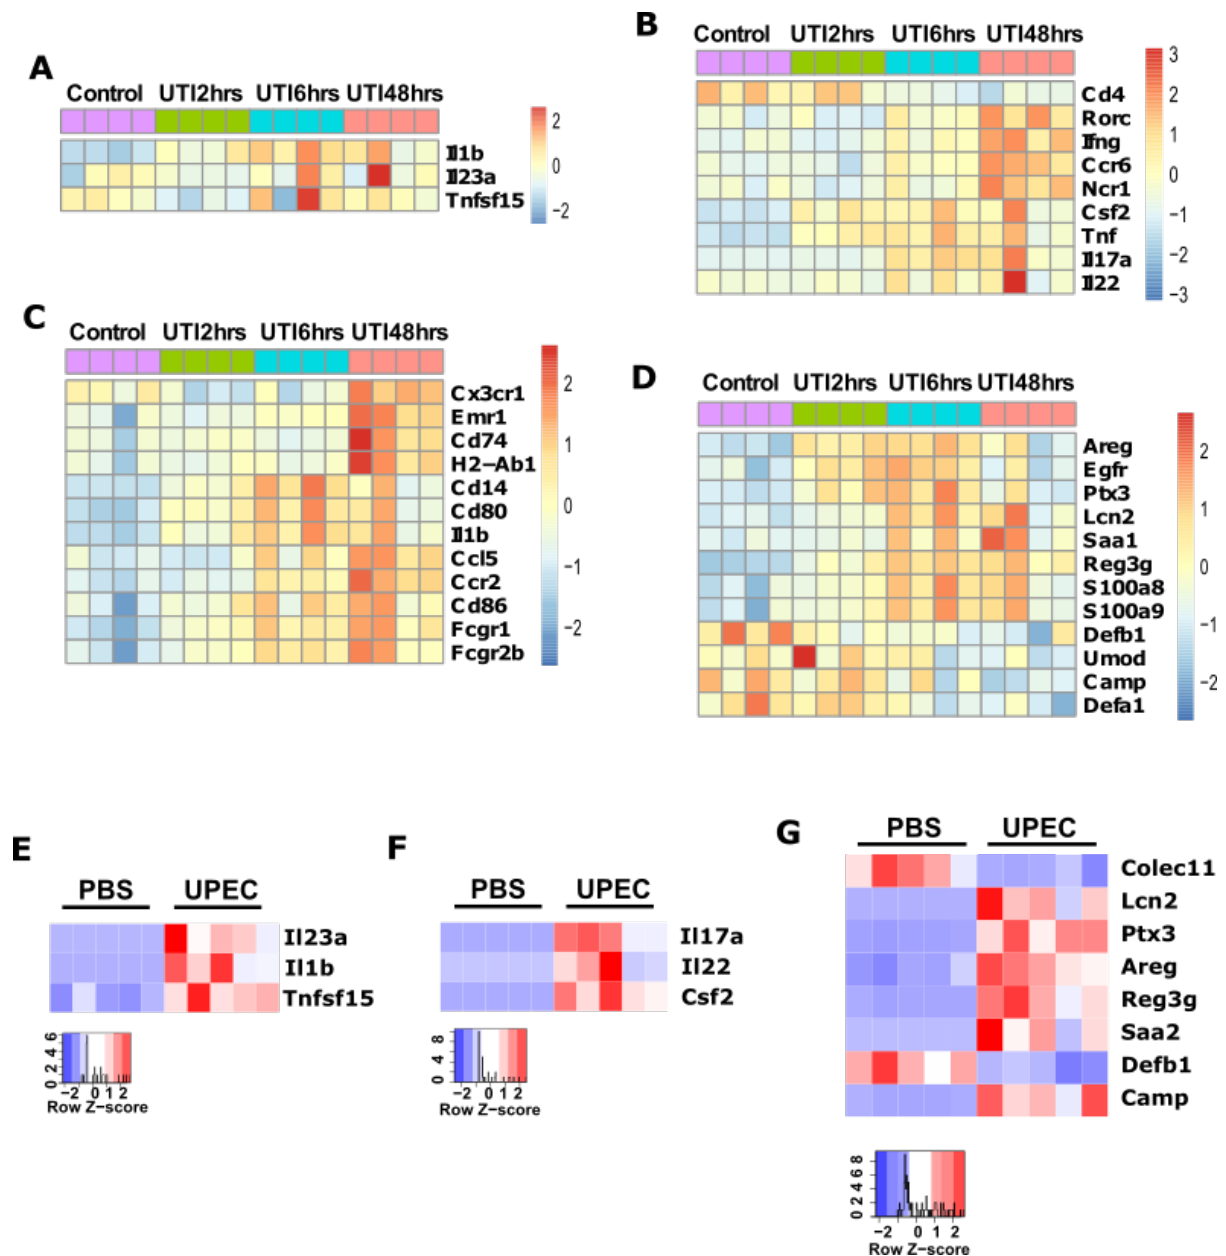 A
Control UTI2hrs UTI6hrs UTI48hrs
Il1b
Il23a
Tnfsf15
2
0
−2
B
Control UTI2hrs UTI6hrs UTI48hrs
Cd4
Rorc
Ifng
Ccr6
Ncr1
Csf2
Tnf
Il17a
Il22
3
2
1
0
−1
−2
−3
C
Control UTI2hrs UTI6hrs UTI48hrs
Cx3cr1
Emr1
Cd74
H2−Ab1
Cd14
Cd80
Il1b
Ccl5
Ccr2
Cd86
Fcgr1
Fcgr2b
2
1
0
−1
−2
D
Control UTI2hrs UTI6hrs UTI48hrs
Areg
Egfr
Ptx3
Lcn2
Saa1
Reg3g
S100a8
S100a9
Defb1
Umod
Camp
Defa1
2
1
0
−1
−2
E
PBS UPEC
Il23a
Il1b
Tnfsf15
0 2 4 6
−2 0 1 2
Row Z−score
F
PBS UPEC
Il17a
Il22
Csf2
0 4 8
−2 0 1 2
Row Z−score
G
PBS UPEC
Colec11
Lcn2
Ptx3
Areg
Reg3g
Saa2
Defb1
Camp
0 2 4 6 8
−2 0 1 2
Row Z−score